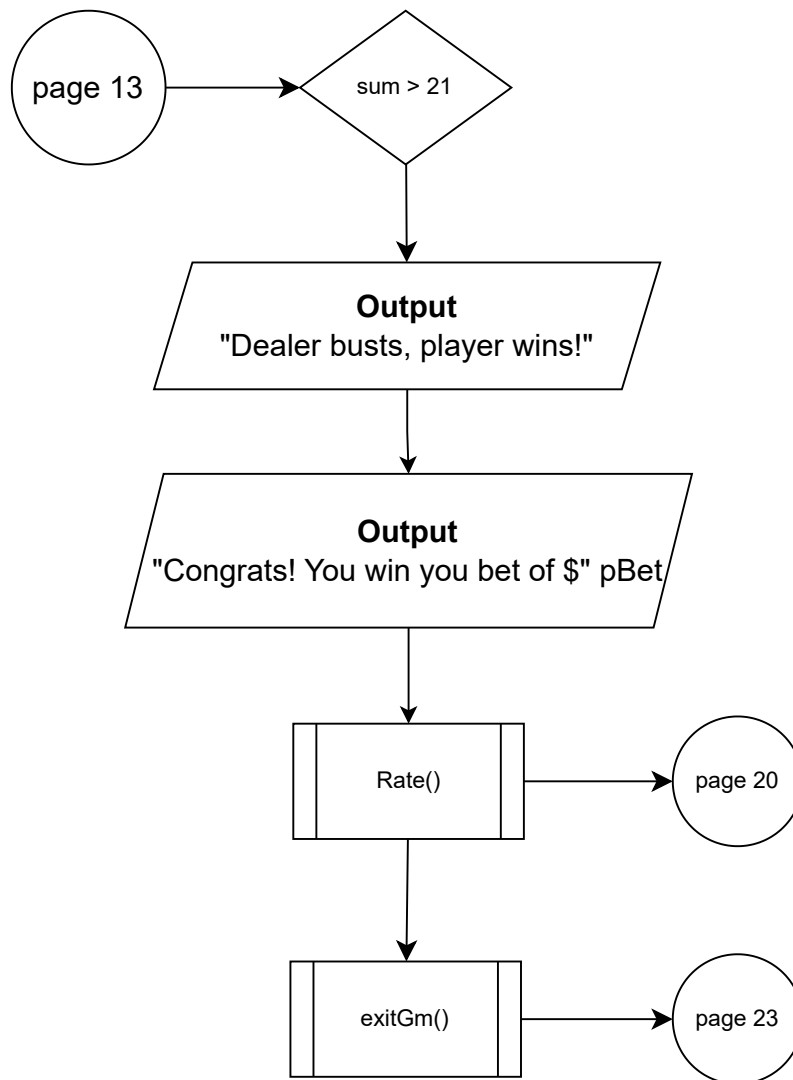 page 13
sum > 21
Output
"Dealer busts, player wins!"
Output
"Congrats! You win you bet of $" pBet
Rate()
page 20
exitGm()
page 23